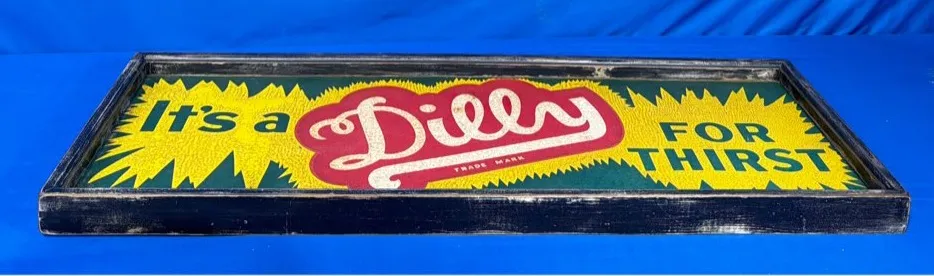 It's a
Dilly
TRADE MARK
FOR
THIRST